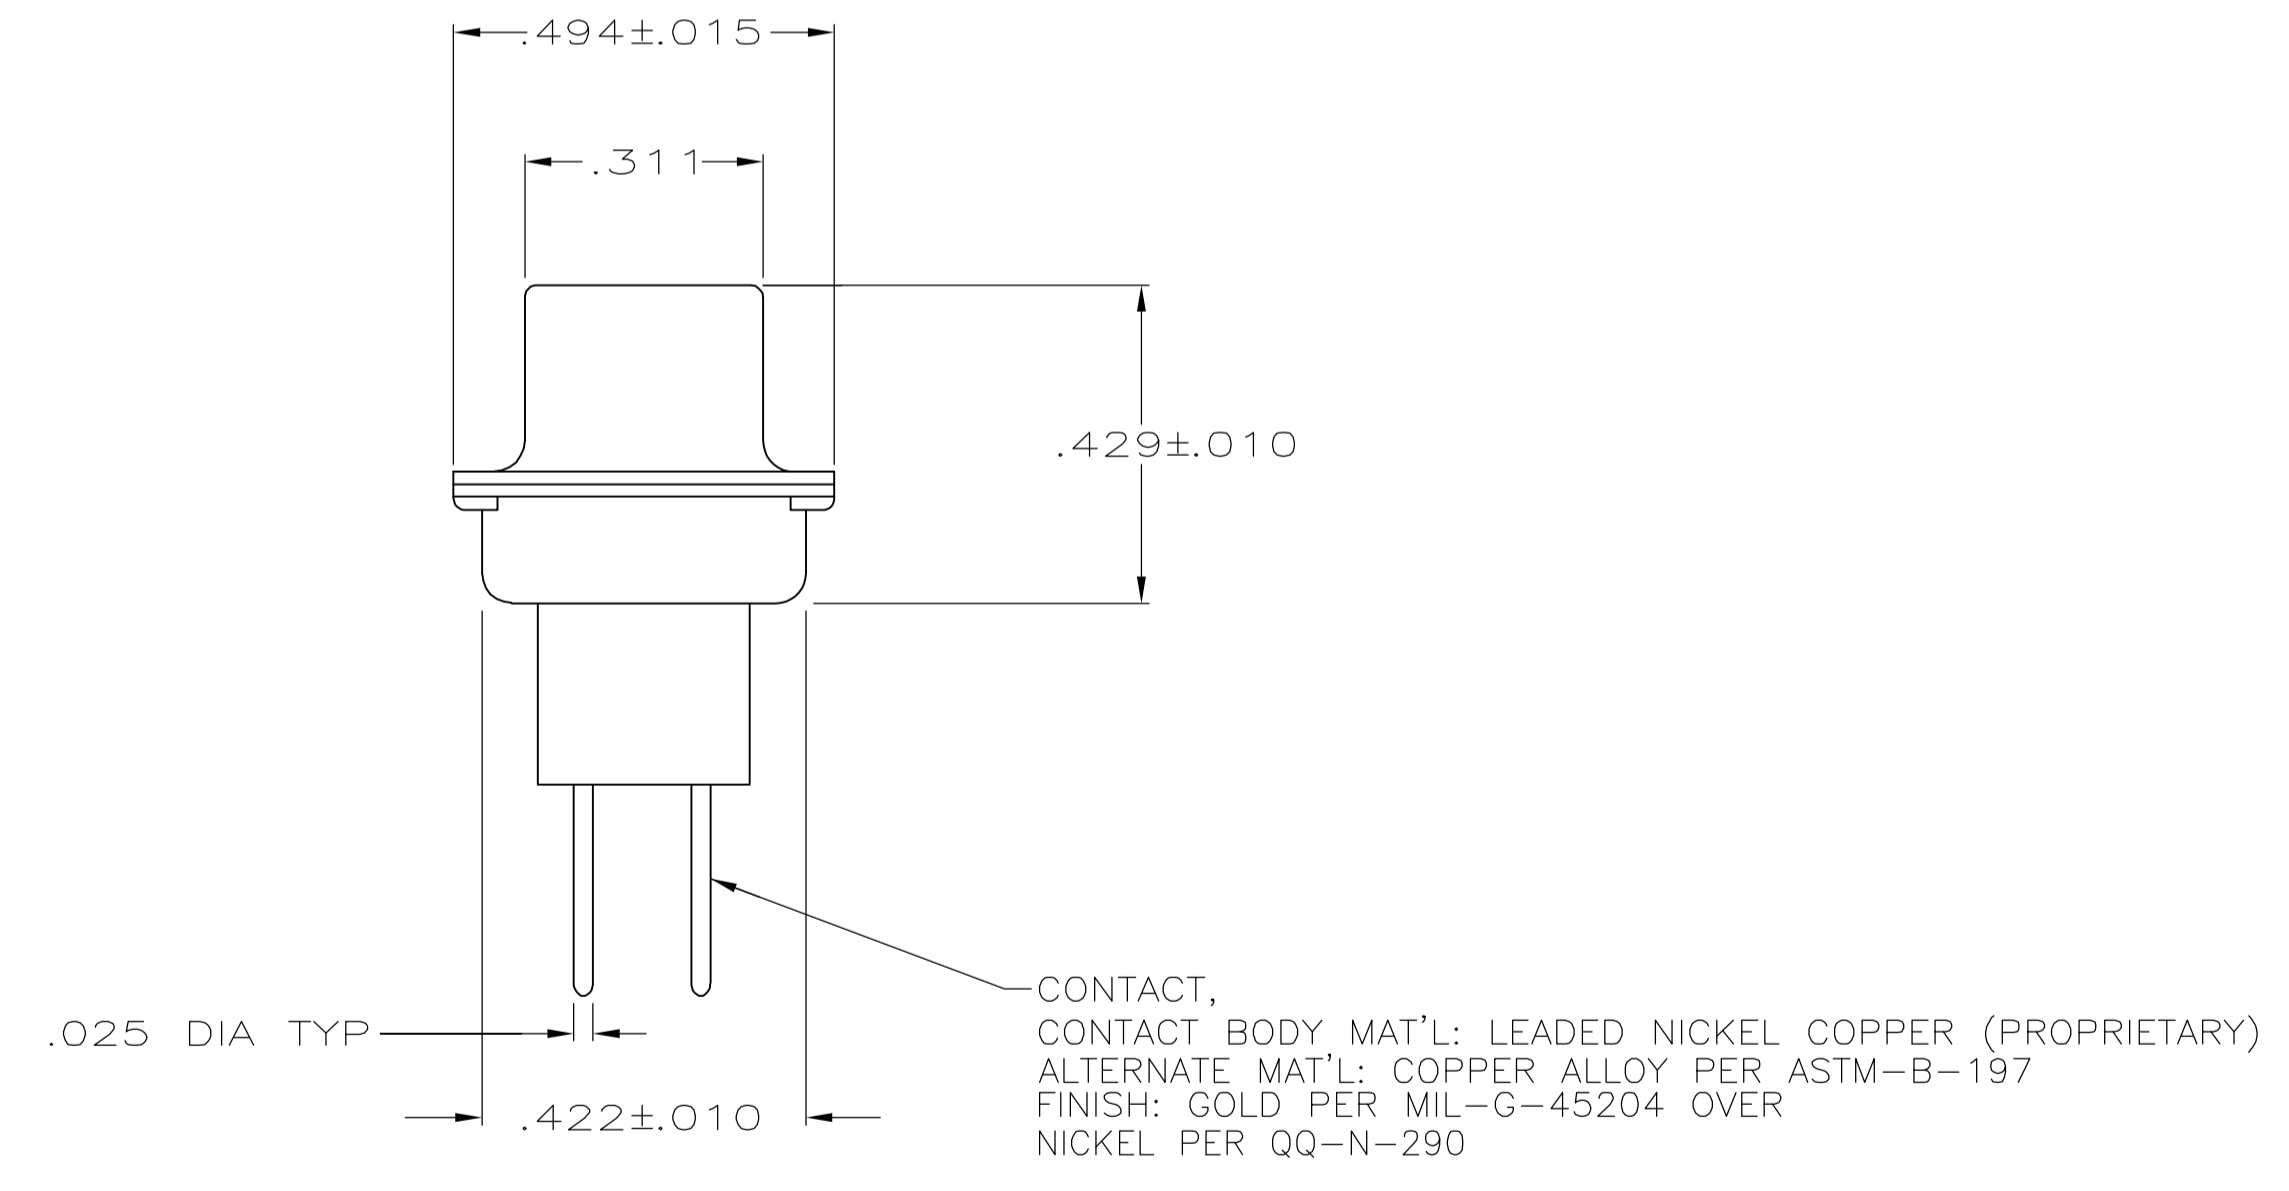 .494±.015
.311
.429±.010
CONTACT,
.025 DIA TYP
CONTACT BODY MAT'L: LEADED NICKEL COPPER (PROPRIETARY)
ALTERNATE MAT'L: COPPER ALLOY PER ASTM-B-197
FINISH: GOLD PER MIL-G-45204 OVER
NICKEL PER QQ-N-290
.422±.010